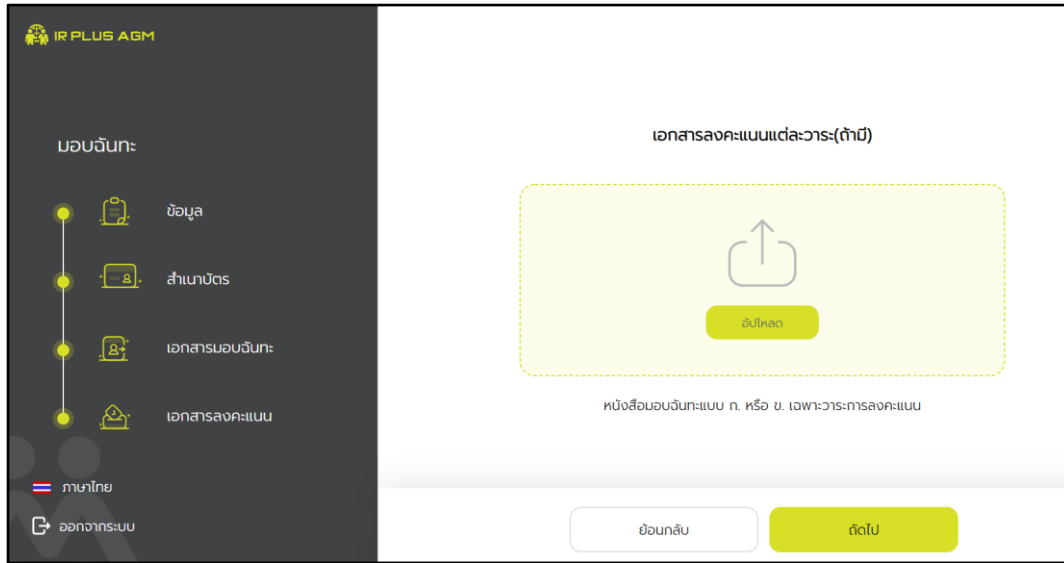 IR PLUS AGM
มอบฉันทะ
ข้อมูล
สำเนาบัตร
เอกสารมอบฉันทะ
เอกสารลงคะแนน
ภาษาไทย
ออกจากระบบ
เอกสารลงคะแนนแต่ละวาระ(ถ้ามี)
อัปโหลด
หนังสือมอบฉันทะแบบ ก. หรือ ข. เฉพาะวาระการลงคะแนน
ย้อนกลับ
ถัดไป